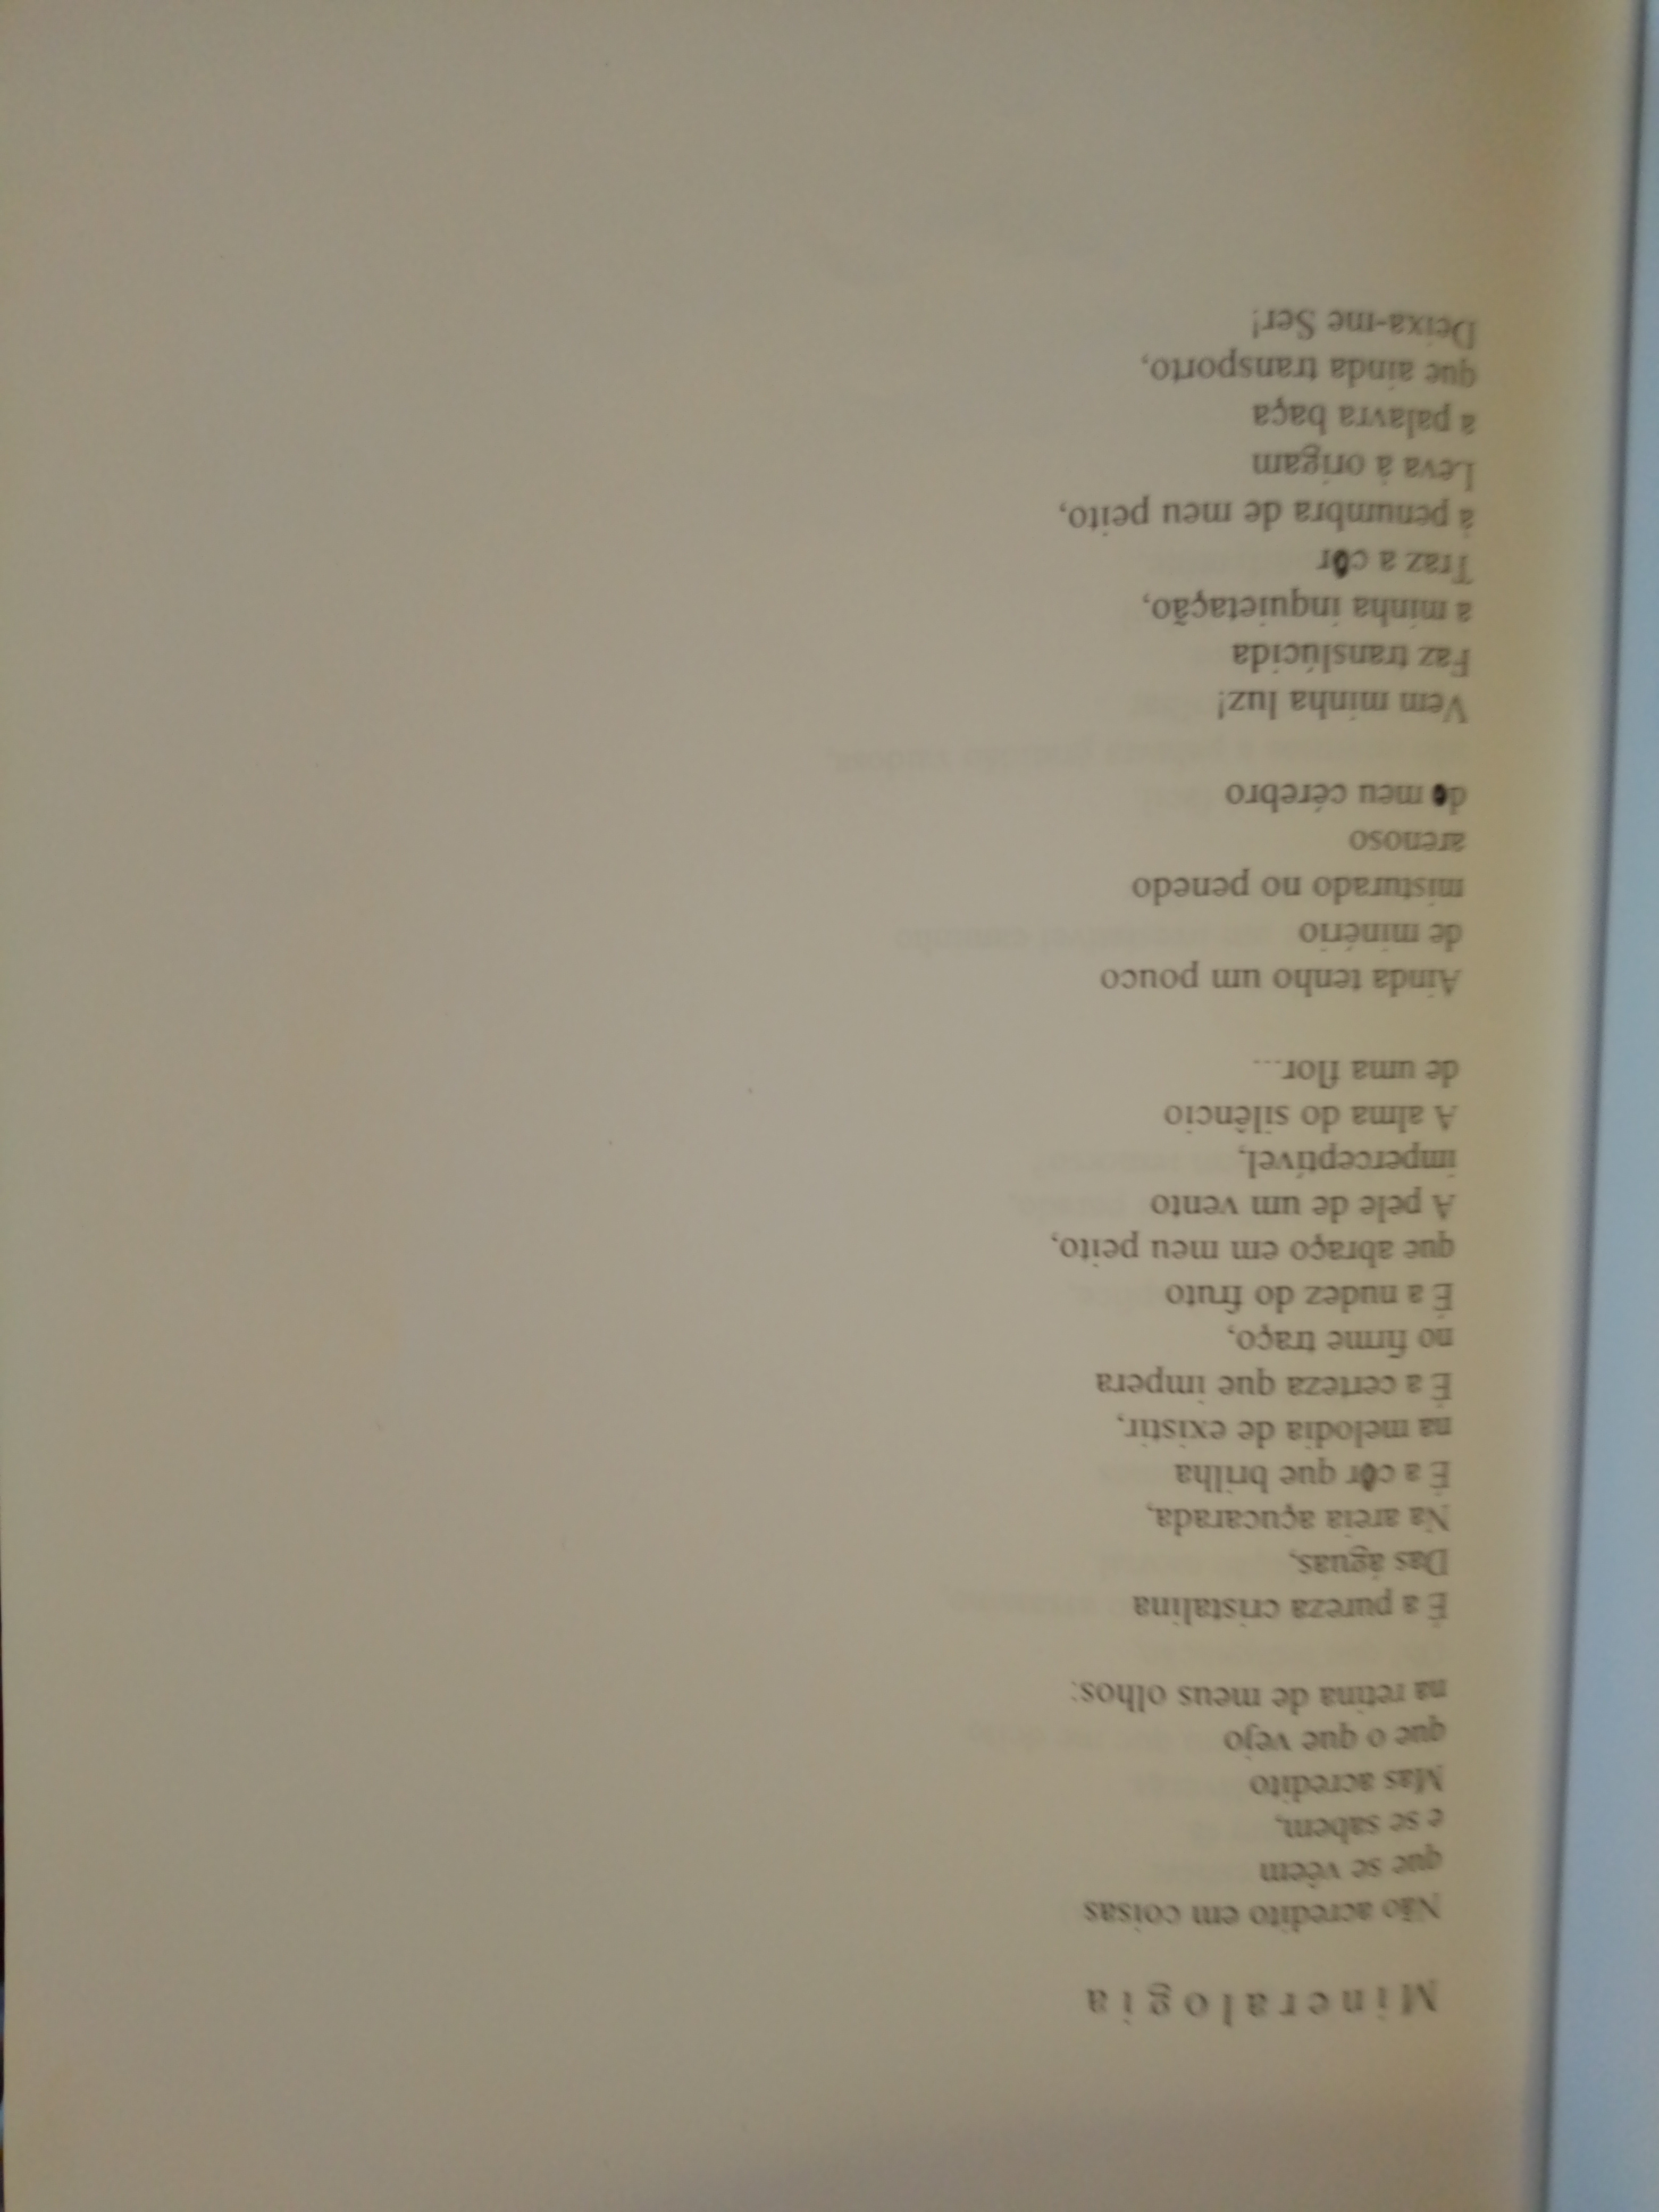 Mineralogia
Não acredito em coisas
que se vêem
e se sabem,
Mas acredito
que o que vejo
na retina de meus olhos:
É a pureza cristalina
Das águas,
Na areia açucarada,
É a cor que brilha
na melodia de existir,
É a certeza que impera
no firme traço,
É a nudez do fruto
que abraço em meu peito,
A pele de um vento
imperceptível,
A alma do silêncio
de uma flor...
Ainda tenho um pouco
de minério
misturado no penedo
arenoso
de meu cérebro
Vem minha luz!
Faz translúcida
a minha inquietação,
Traz a cor
à penumbra de meu peito,
Leva à origam
a palavra baça
que ainda transporto,
Deixa-me Ser!